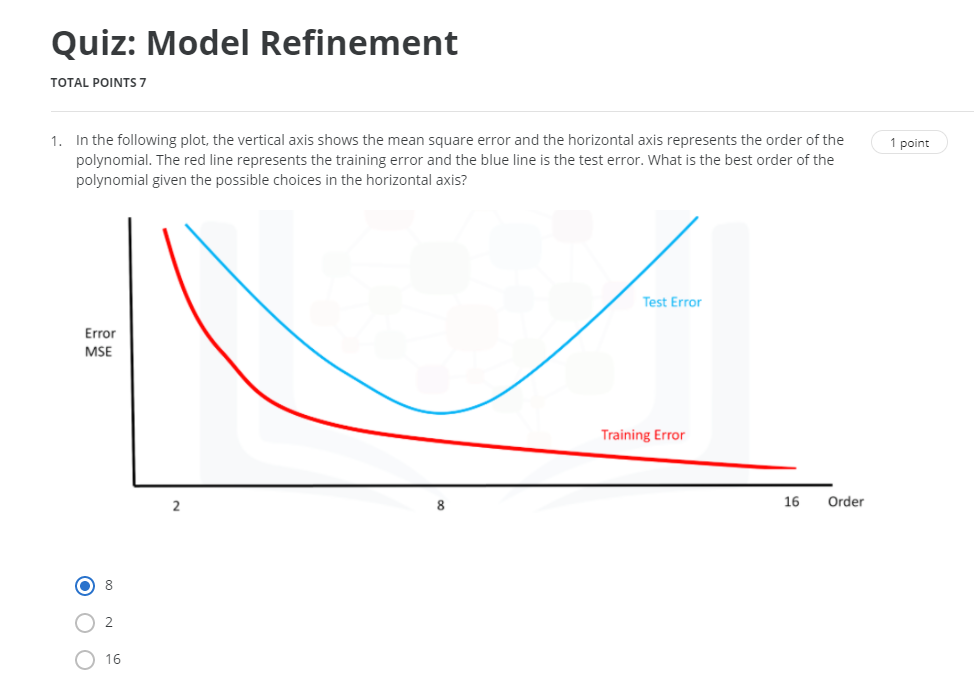 Quiz: Model Refinement
TOTAL POINTS 7
1. In the following plot, the vertical axis shows the mean square error and the horizontal axis represents the order of the
polynomial. The red line represents the training error and the blue line is the test error. What is the best order of the
polynomial given the possible choices in the horizontal axis?
1 point
Test Error
Error
MSE
Training Error
2 8 16 Order
8
2
16